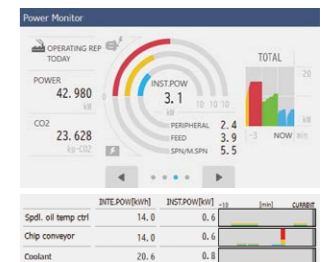 Power Monitor
OPERATING REP
TODAY
POWER
42.980
kW
CO2
23.628
kg-CO2
0
INST.POW
3.1
kW
10 10 10
PERIPHERAL 2.4
FEED 3.9
SPN/M.SPN 5.5
TOTAL
20
kW
-3 NOW min
INTE.POW[kWh] INST.POW[kW] -10 [min] CURRENT
Spdl. oil temp ctrl 14.0 0.6
Chip conveyor 14.0 0.6
Coolant 20.6 0.8